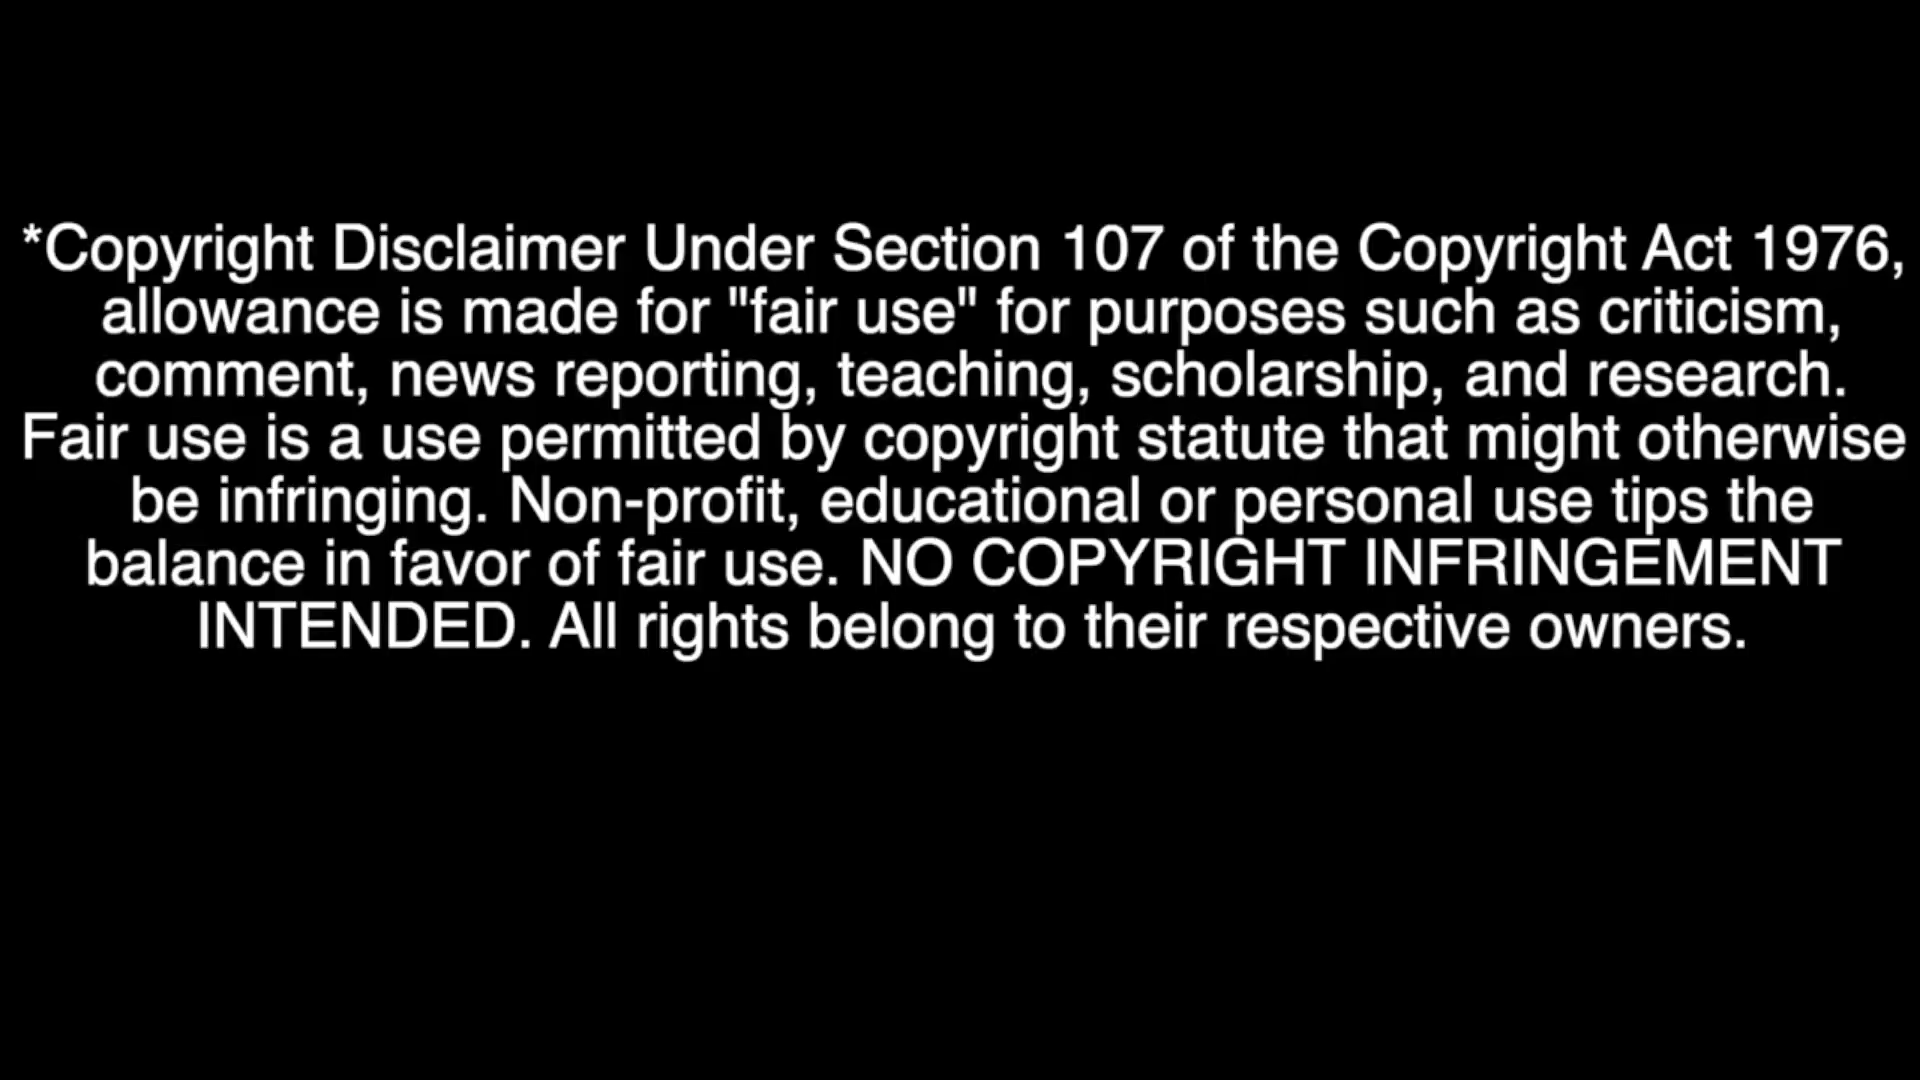 *Copyright Disclaimer Under Section 107 of the Copyright Act 1976,
allowance is made for "fair use" for purposes such as criticism,
comment, news reporting, teaching, scholarship, and research.
Fair use is a use permitted by copyright statute that might otherwise
be infringing. Non-profit, educational or personal use tips the
balance in favor of fair use. NO COPYRIGHT INFRINGEMENT
INTENDED. All rights belong to their respective owners.